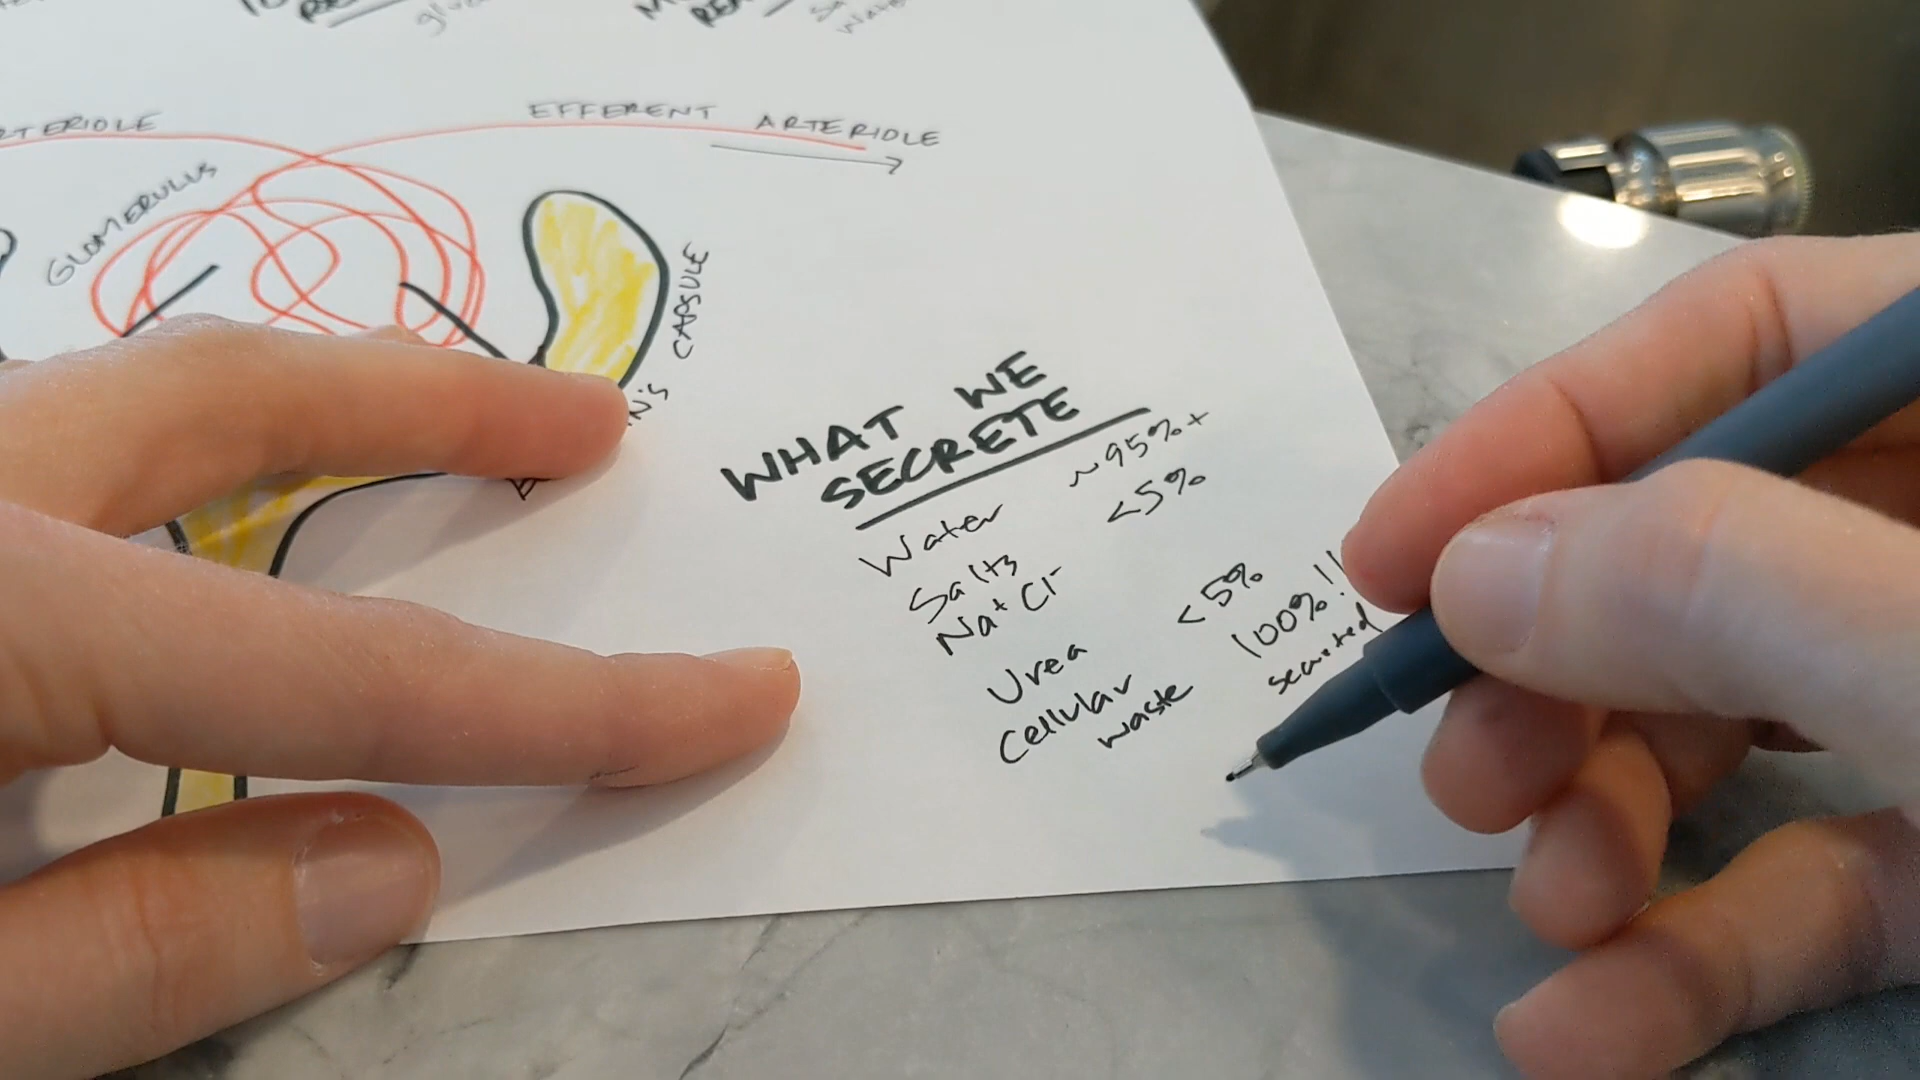 ARTERIOLE
EFFERENT ARTERIOLE
GLOMERULUS
CAPSULE
WHAT WE
SECRETE
Water ~95%+
Salts <5%
Na+ Cl-
Urea <5%
Cellular 100%!!
waste secreted